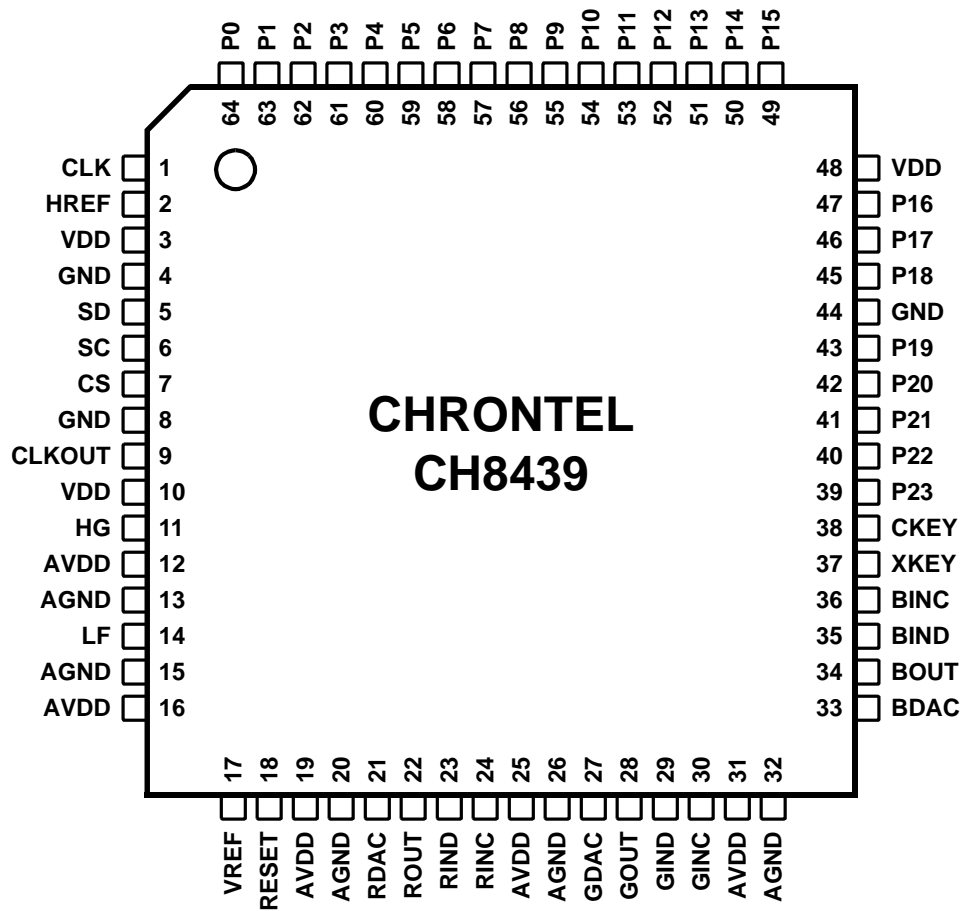 P0 P1 P2 P3 P4 P5 P6 P7 P8 P9 P10 P11 P12 P13 P14 P15
64 63 62 61 60 59 58 57 56 55 54 53 52 51 50 49
CLK 1 48 VDD
HREF 2 47 P16
VDD 3 46 P17
GND 4 45 P18
SD 5 44 GND
SC 6 43 P19
CS 7 42 P20
GND 8 41 P21
CLKOUT 9 40 P22
VDD 10 39 P23
HG 11 38 CKEY
AVDD 12 37 XKEY
AGND 13 36 BINC
LF 14 35 BIND
AGND 15 34 BOUT
AVDD 16 33 BDAC
CHRONTEL
CH8439
17 18 19 20 21 22 23 24 25 26 27 28 29 30 31 32
VREF RESET AVDD AGND RDAC ROUT RIND RINC AVDD AGND GDAC GOUT GIND GINC AVDD AGND